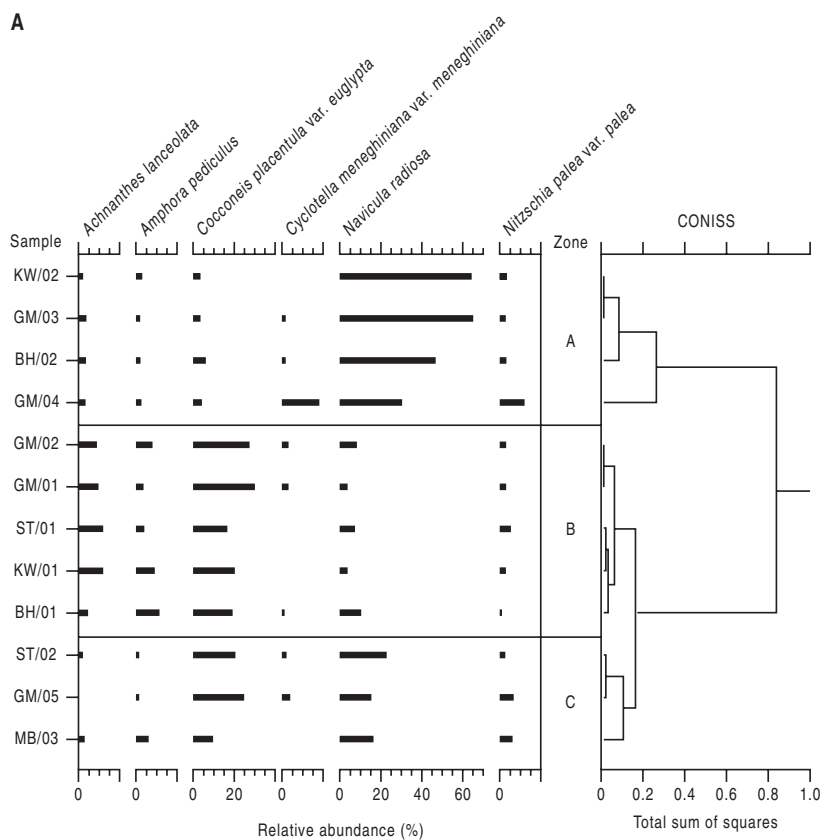 A
Achnanthes lanceolata
Amphora pediculus
Cocconeis placentula var. euglypta
Cyclotella meneghiniana var. meneghiniana
Navicula radiosa
Nitzschia palea var. palea
Sample
Zone
CONISS
KW/02
GM/03
BH/02
GM/04
GM/02
GM/01
ST/01
KW/01
BH/01
ST/02
GM/05
MB/03
A
B
C
0 0 0 20 0 0 20 40 60 0
0 0.2 0.4 0.6 0.8 1.0
Relative abundance (%)
Total sum of squares